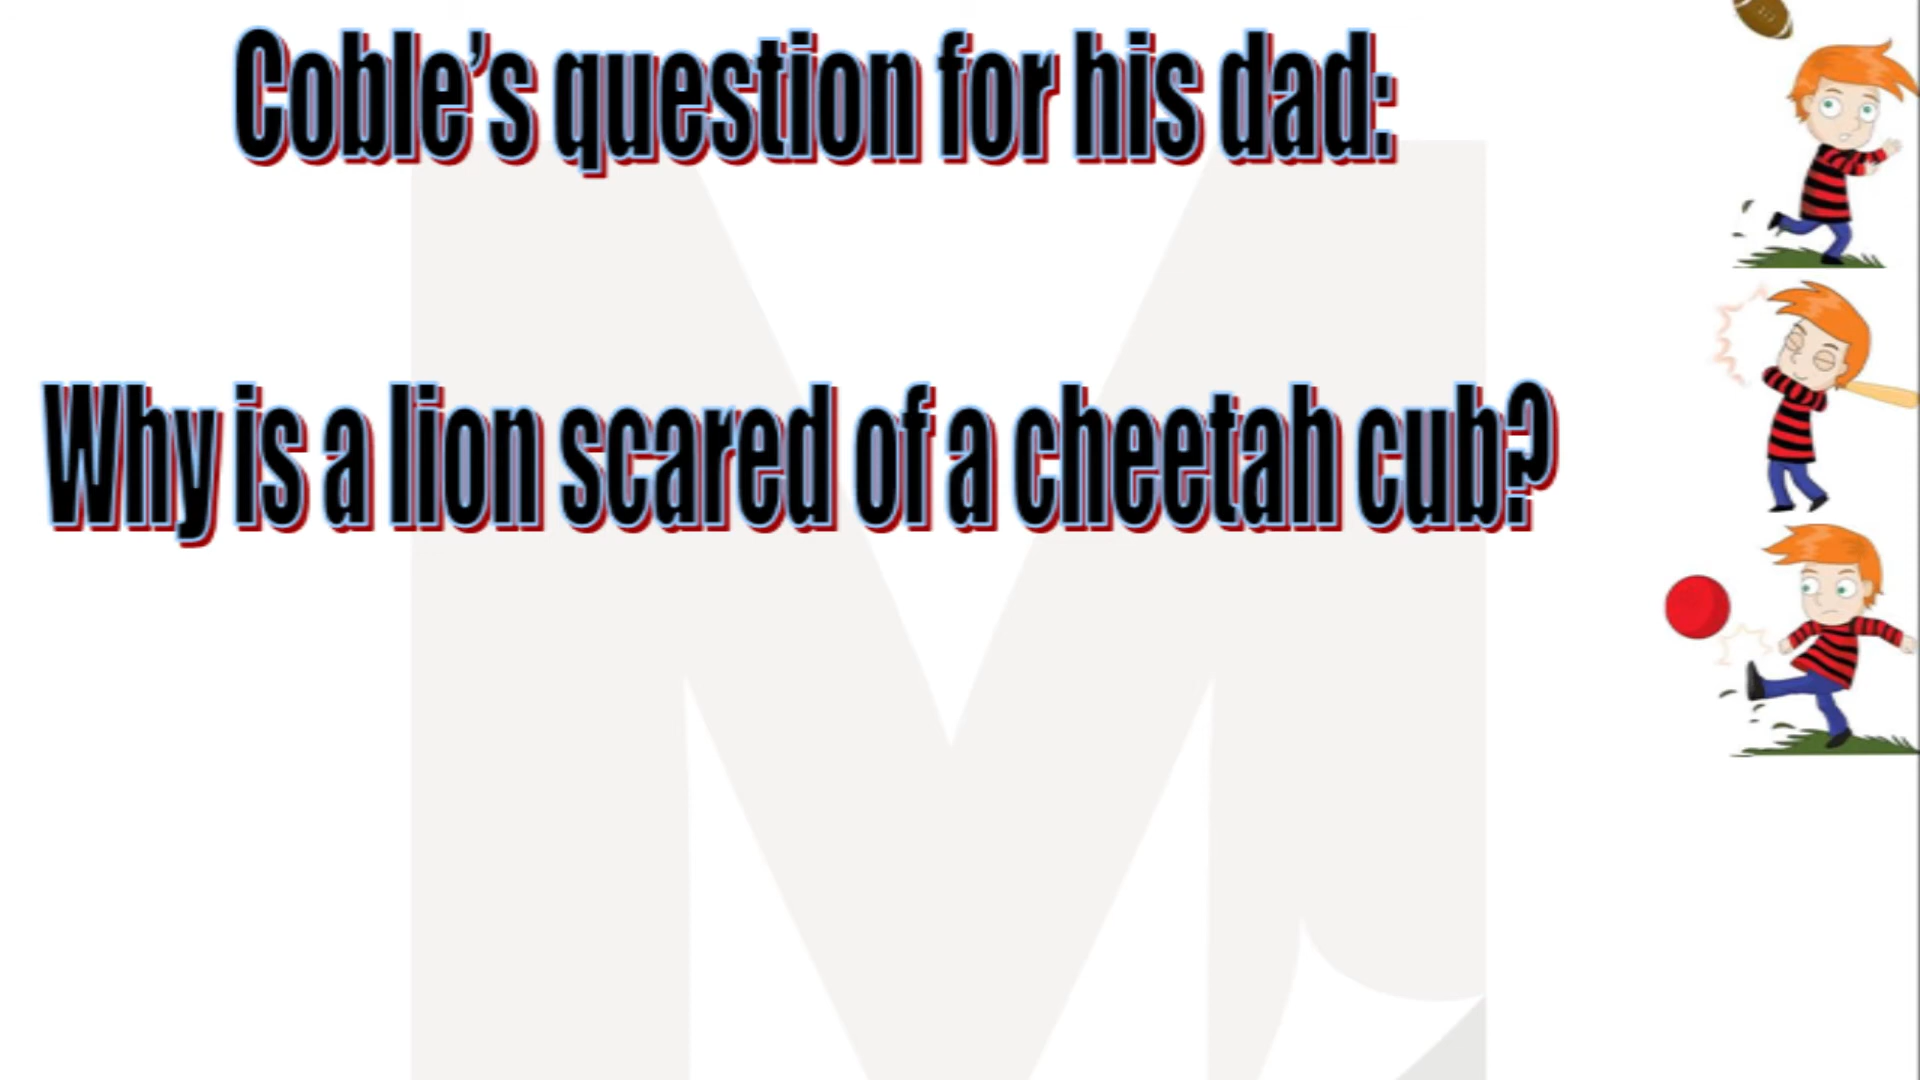 Coble’s question for his dad:
Why is a lion scared of a cheetah cub?